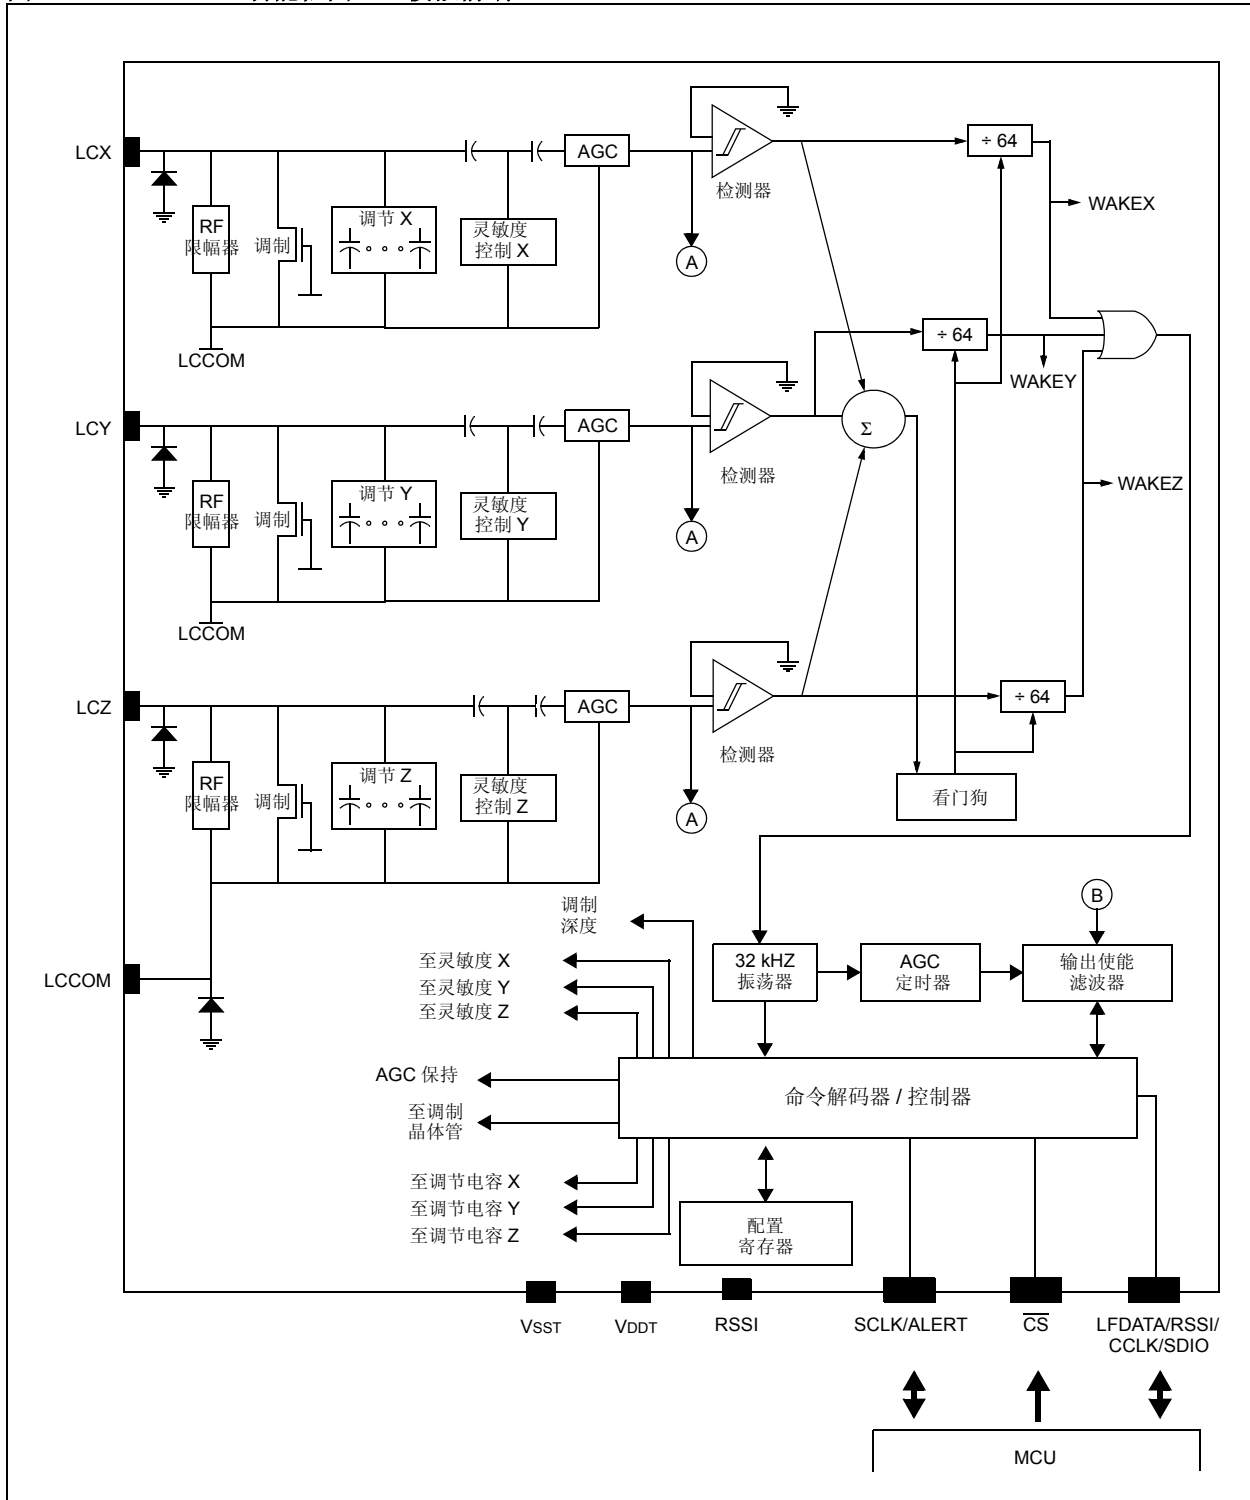 LCX
AGC
÷ 64
检测器
WAKEX
RF
限幅器
调制
调节 X
灵敏度
控制 X
A
LCCOM
÷ 64
WAKEY
LCY
AGC
Σ
检测器
WAKEZ
RF
限幅器
调制
调节 Y
灵敏度
控制 Y
A
LCCOM
LCZ
AGC
÷ 64
检测器
RF
限幅器
调制
调节 Z
灵敏度
控制 Z
A
看门狗
调制
深度
B
至灵敏度 X
至灵敏度 Y
至灵敏度 Z
32 kHZ
振荡器
AGC
定时器
输出使能
滤波器
LCCOM
AGC 保持
至调制
晶体管
命令解码器 / 控制器
至调节电容 X
至调节电容 Y
至调节电容 Z
配置
寄存器
VSST
VDDT
RSSI
SCLK/ALERT
CS
LFDATA/RSSI/
CCLK/SDIO
MCU